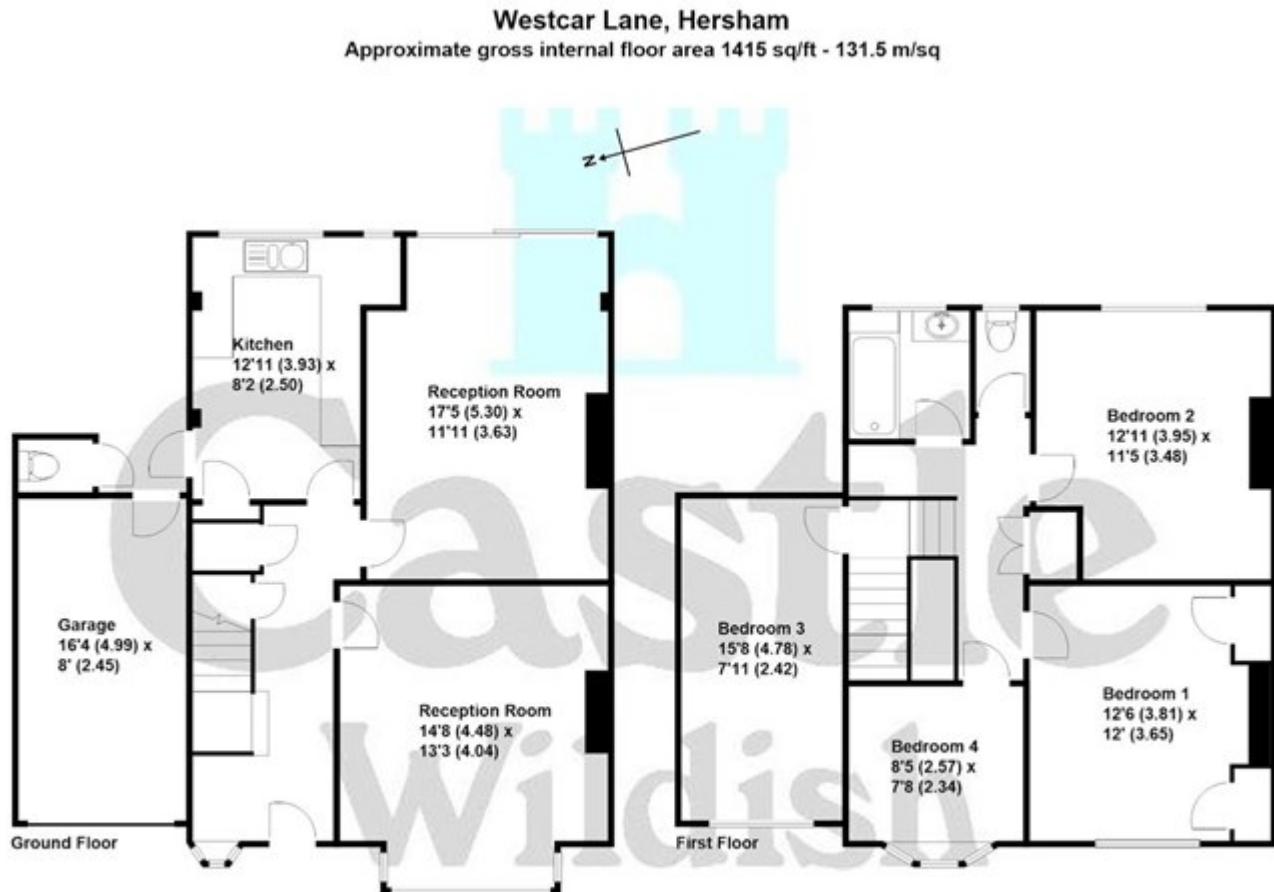 Westcar Lane, Hersham
Approximate gross internal floor area 1415 sq/ft - 131.5 m/sq
N
Kitchen
12'11 (3.93) x
8'2 (2.50)
Reception Room
17'5 (5.30) x
11'11 (3.63)
Bedroom 2
12'11 (3.95) x
11'5 (3.48)
Castle
Garage
16'4 (4.99) x
8' (2.45)
Bedroom 3
15'8 (4.78) x
7'11 (2.42)
Reception Room
14'8 (4.48) x
13'3 (4.04)
Bedroom 1
12'6 (3.81) x
12' (3.65)
Bedroom 4
8'5 (2.57) x
7'8 (2.34)
Wildish
Ground Floor
First Floor